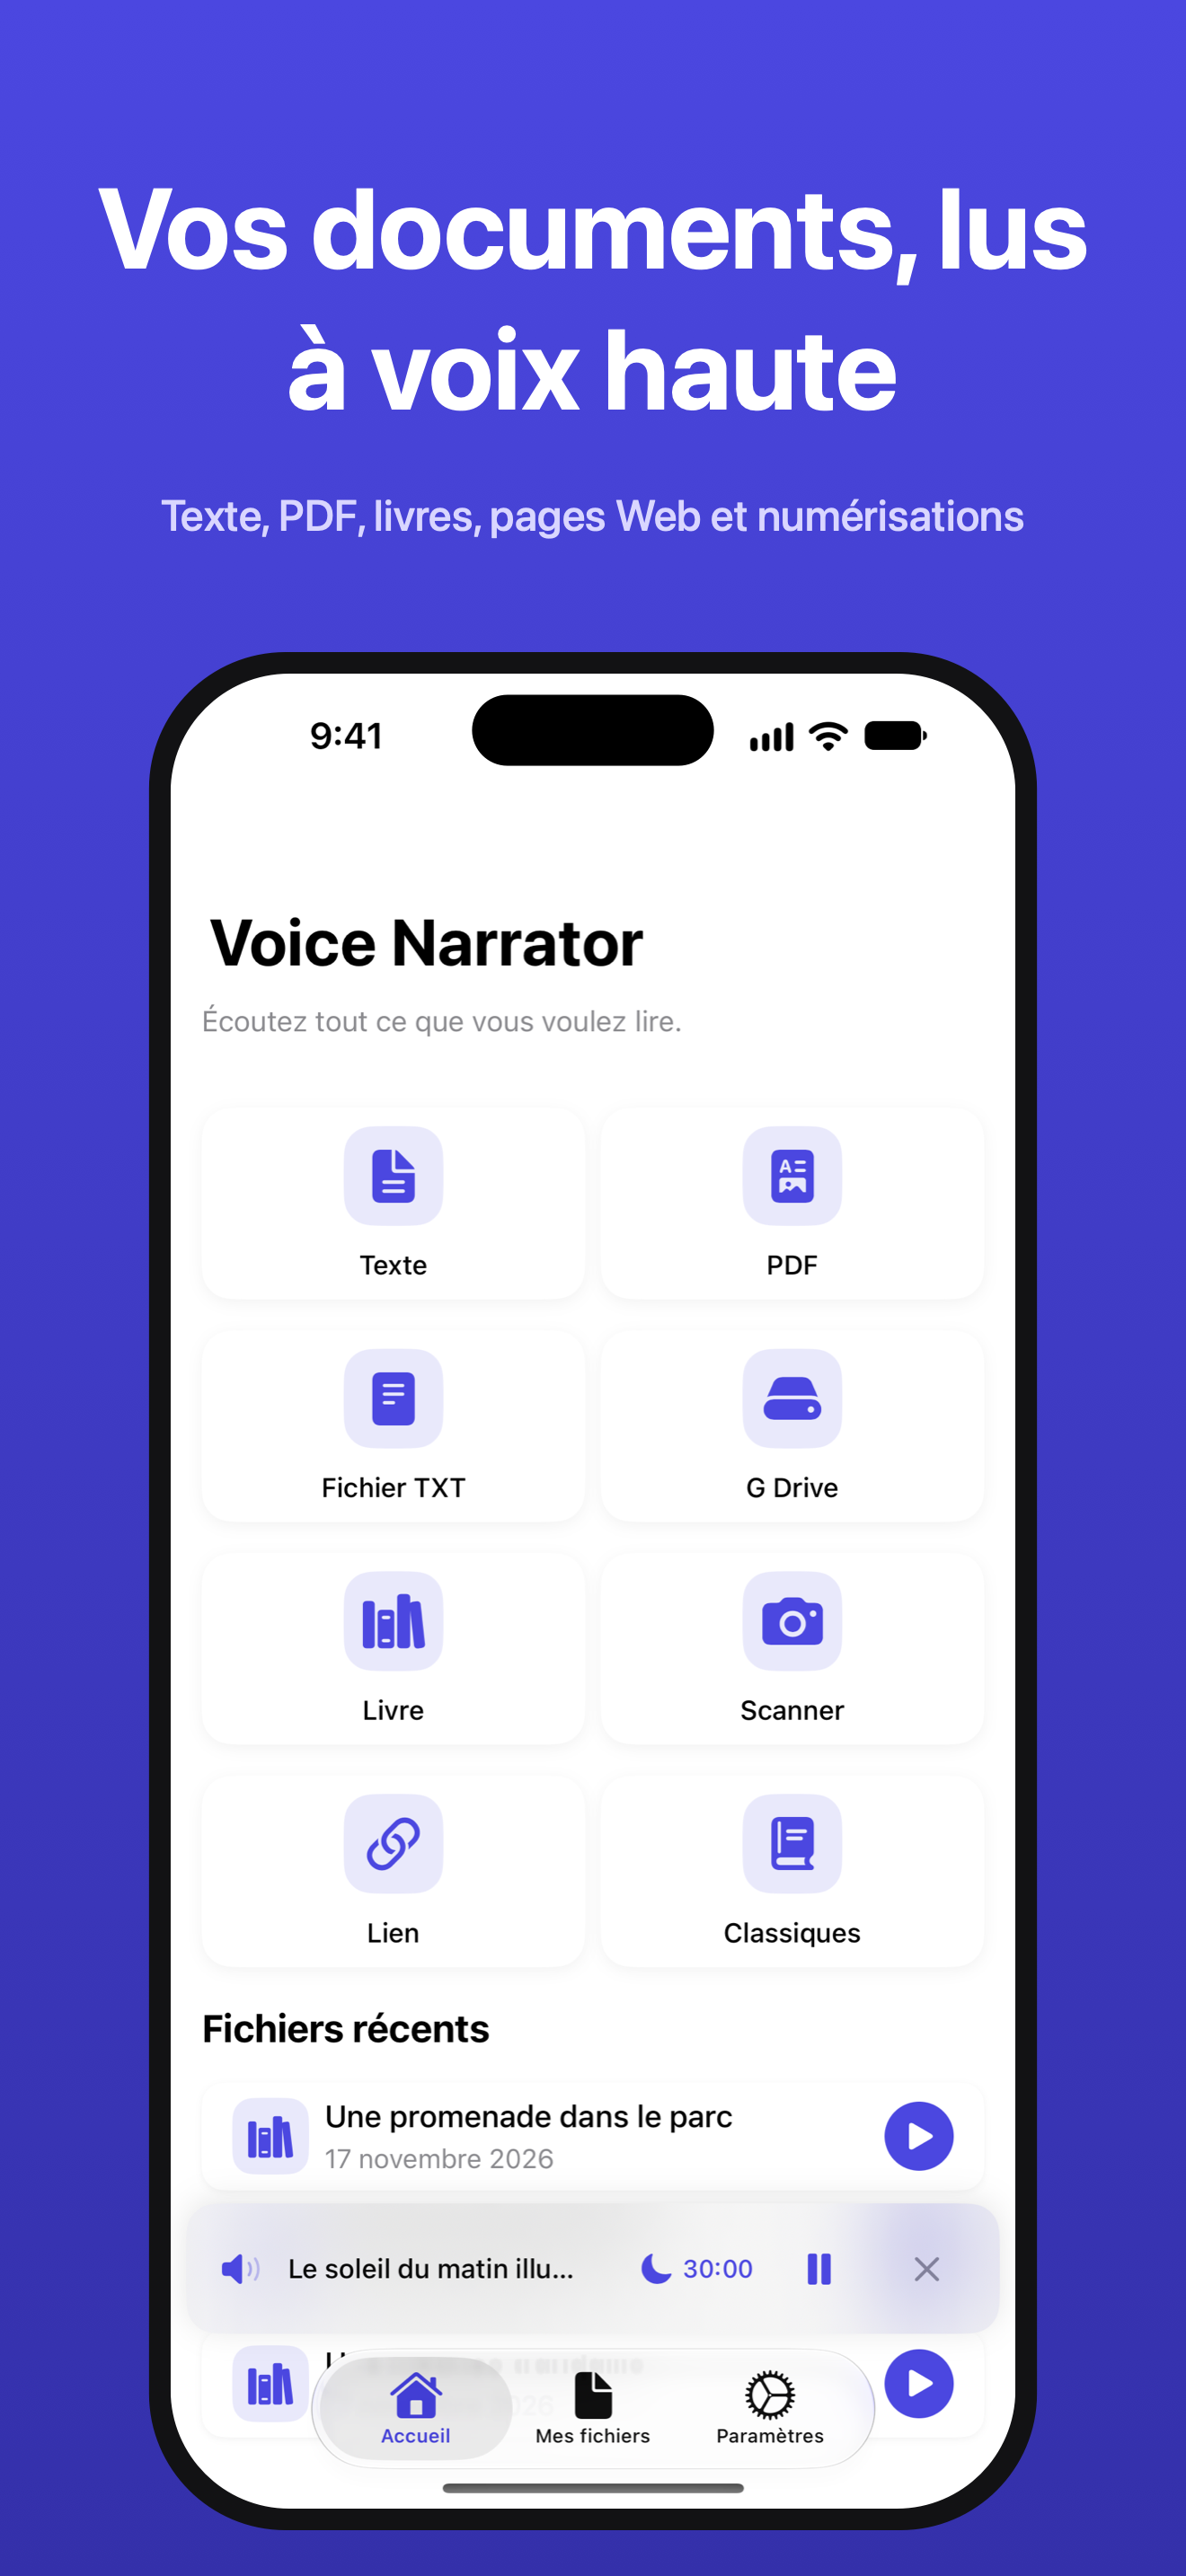 Vos documents, lus
à voix haute
Texte, PDF, livres, pages Web et numérisations
9:41
Voice Narrator
Écoutez tout ce que vous voulez lire.
Texte
PDF
Fichier TXT
G Drive
Livre
Scanner
Lien
Classiques
Fichiers récents
Une promenade dans le parc
17 novembre 2026
Le soleil du matin illu...
30:00
Accueil
Mes fichiers
Paramètres